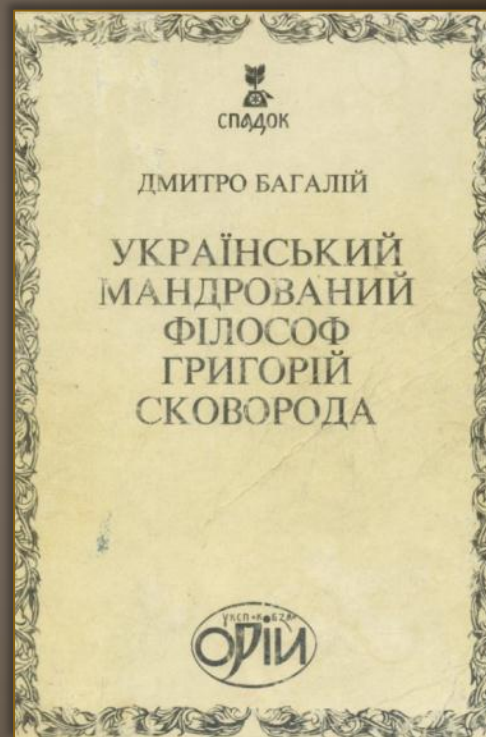 СПАДОК
ДМИТРО БАГАЛІЙ
УКРАЇНСЬКИЙ
МАНДРОВАНИЙ
ФІЛОСОФ
ГРИГОРІЙ
СКОВОРОДА
ОРІЙ